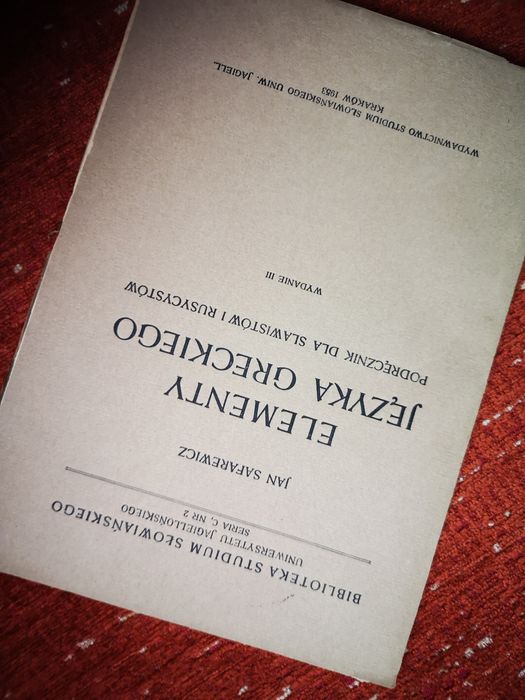 BIBLIOTEKA STUDIUM SŁOWIAŃSKIEGO
UNIWERSYTETU JAGIELLOŃSKIEGO
SERIA C, NR 2
JAN SAFAREWICZ
ELEMENTY
JĘZYKA GRECKIEGO
PODRĘCZNIK DLA SLAWISTÓW I RUSYCYSTÓW
WYDANIE III
WYDAWNICTWO STUDIUM SŁOWIAŃSKIEGO UNIW. JAGIELL.
KRAKÓW 1953